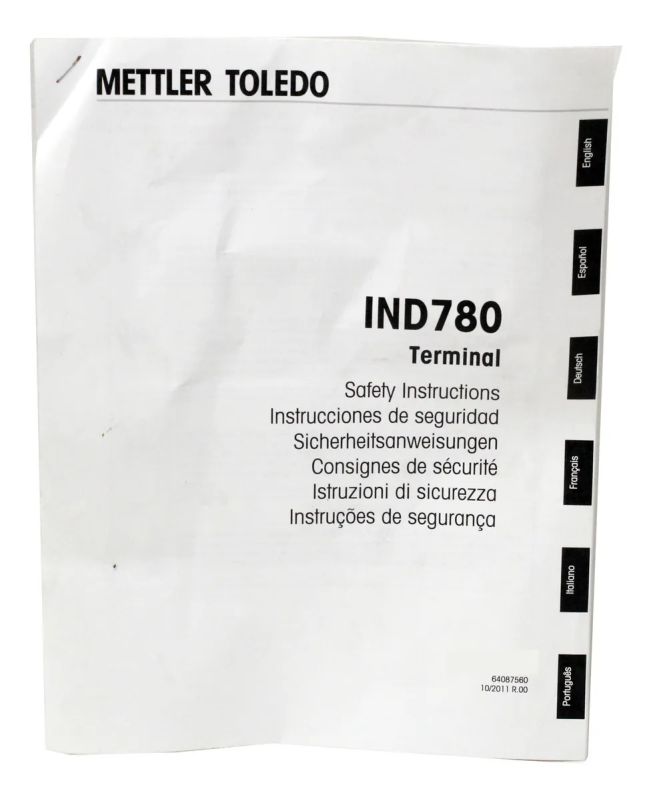 METTLER TOLEDO
English
Español
IND780
Terminal
Deutsch
Safety Instructions
Instrucciones de seguridad
Sicherheitsanweisungen
Consignes de sécurité
Istruzioni di sicurezza
Instruções de segurança
Français
Italiano
Português
64087560
10/2011 R.00